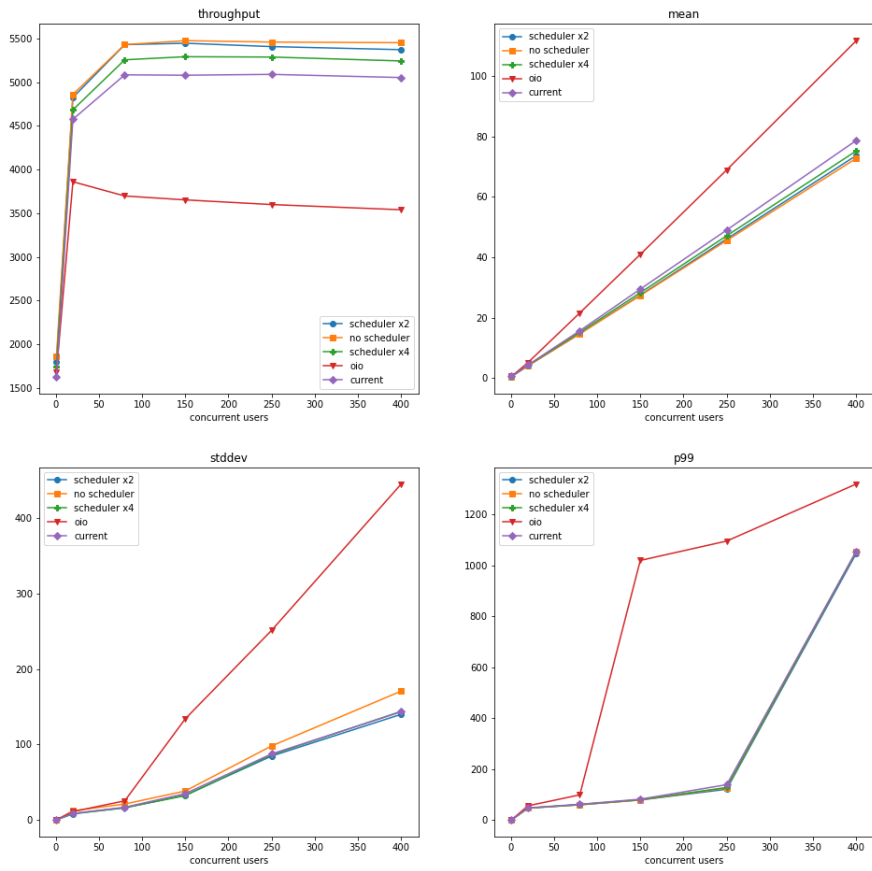 throughput
5500
5000
4500
4000
3500
3000
2500
2000
1500
scheduler x2
no scheduler
scheduler x4
oio
current
0 50 100 150 200 250 300 350 400
concurrent users
mean
scheduler x2
no scheduler
scheduler x4
oio
current
100
80
60
40
20
0
0 50 100 150 200 250 300 350 400
concurrent users
stddev
scheduler x2
no scheduler
scheduler x4
oio
current
400
300
200
100
0
0 50 100 150 200 250 300 350 400
concurrent users
p99
scheduler x2
no scheduler
scheduler x4
oio
current
1200
1000
800
600
400
200
0
0 50 100 150 200 250 300 350 400
concurrent users